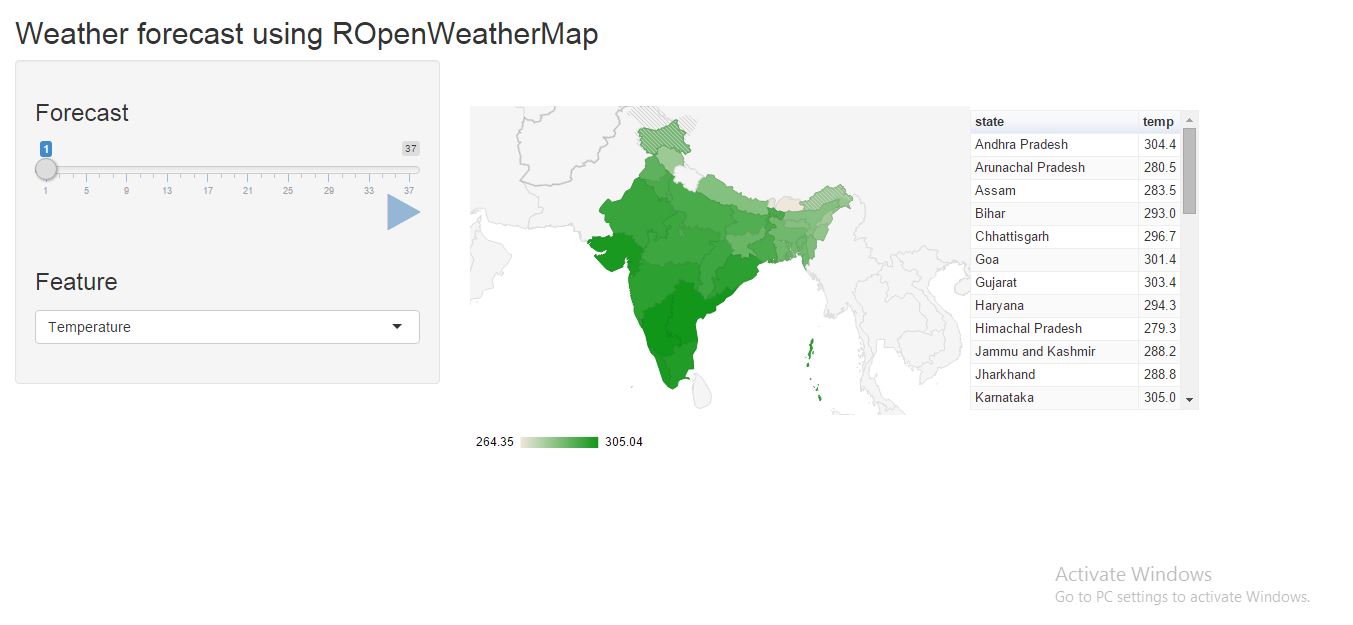 Weather forecast using ROpenWeatherMap
Forecast
1 37
1 5 9 13 17 21 25 29 33 37
Feature
Temperature
264.35 305.04
state temp
Andhra Pradesh 304.4
Arunachal Pradesh 280.5
Assam 283.5
Bihar 293.0
Chhattisgarh 296.7
Goa 301.4
Gujarat 303.4
Haryana 294.3
Himachal Pradesh 279.3
Jammu and Kashmir 288.2
Jharkhand 288.8
Karnataka 305.0
Activate Windows
Go to PC settings to activate Windows.